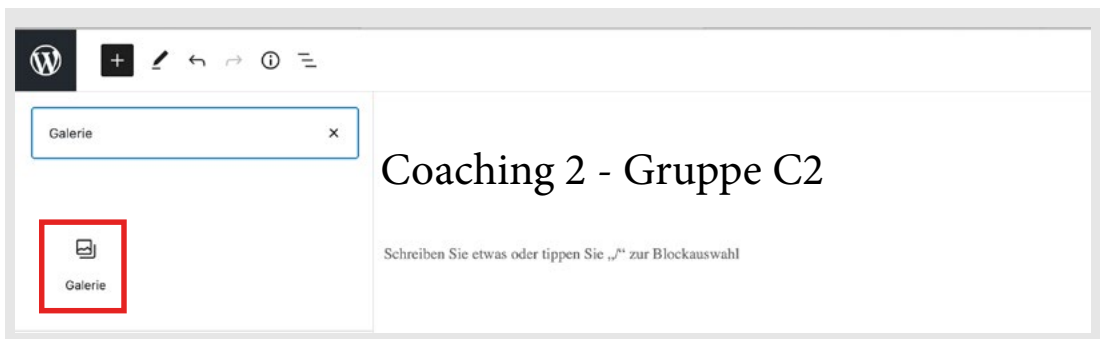 Galerie
Coaching 2 - Gruppe C2
Schreiben Sie etwas oder tippen Sie „/“ zur Blockauswahl
Galerie